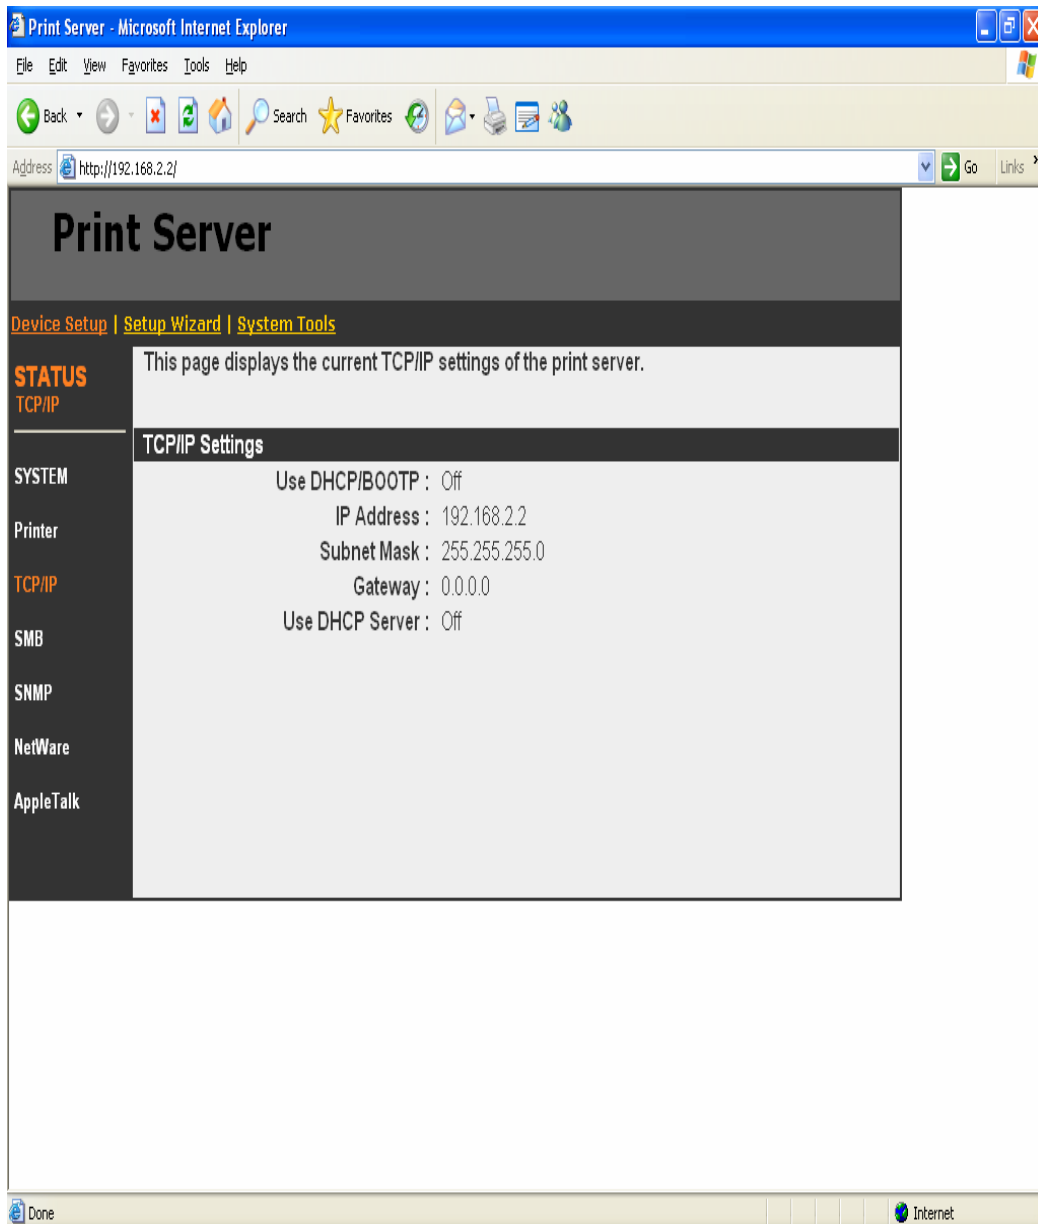 Print Server - Microsoft Internet Explorer
File Edit View Favorites Tools Help
Back Search Favorites
Address http://192.168.2.2/ Go Links »
Print Server
Device Setup | Setup Wizard | System Tools
STATUS
TCP/IP
This page displays the current TCP/IP settings of the print server.
SYSTEM
Printer
TCP/IP
SMB
SNMP
NetWare
AppleTalk
TCP/IP Settings
Use DHCP/BOOTP : Off
IP Address : 192.168.2.2
Subnet Mask : 255.255.255.0
Gateway : 0.0.0.0
Use DHCP Server : Off
Done Internet